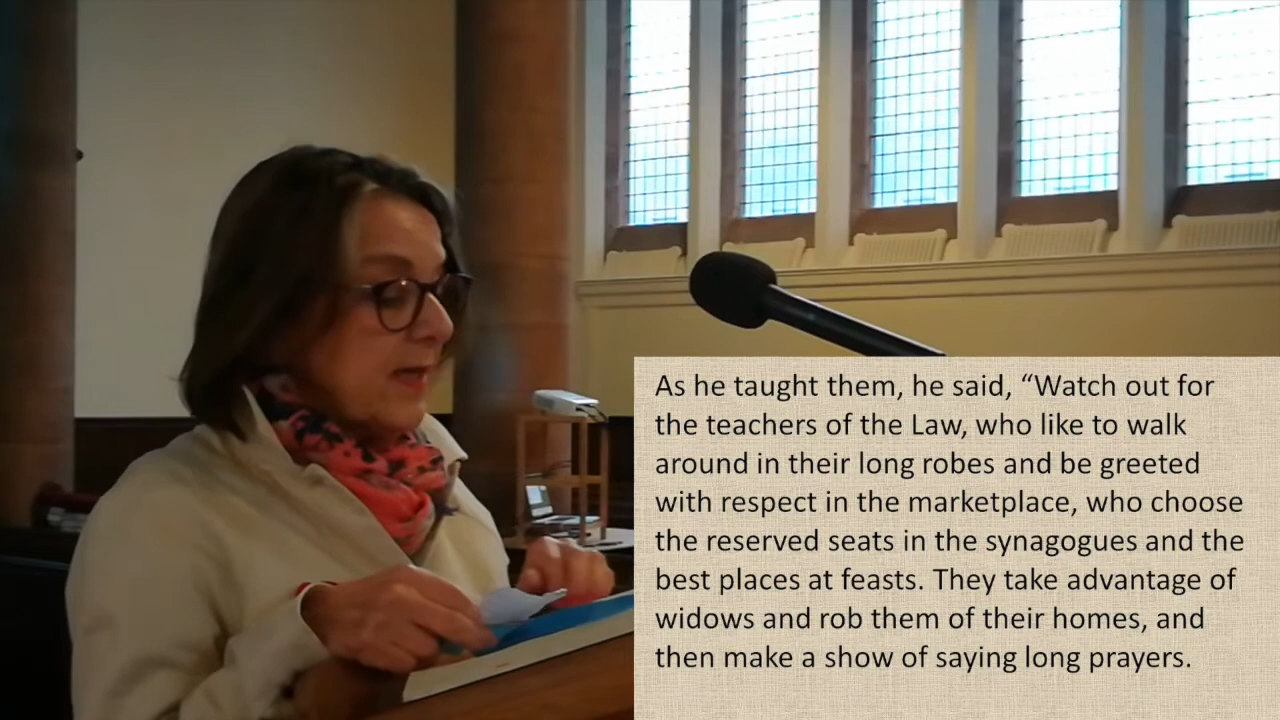 As he taught them, he said, “Watch out for
the teachers of the Law, who like to walk
around in their long robes and be greeted
with respect in the marketplace, who choose
the reserved seats in the synagogues and the
best places at feasts. They take advantage of
widows and rob them of their homes, and
then make a show of saying long prayers.